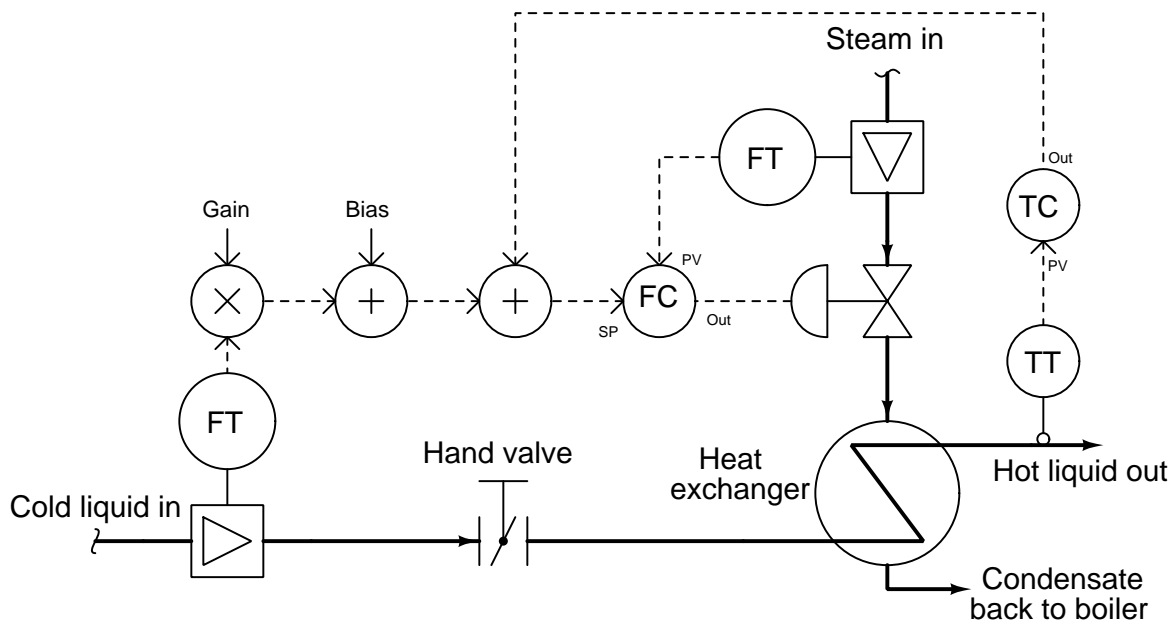 Steam in
FT
Out
TC
PV
Gain
Bias
PV
FC
SP
Out
TT
FT
Hand valve
Heat
exchanger
Hot liquid out
Cold liquid in
Condensate
back to boiler